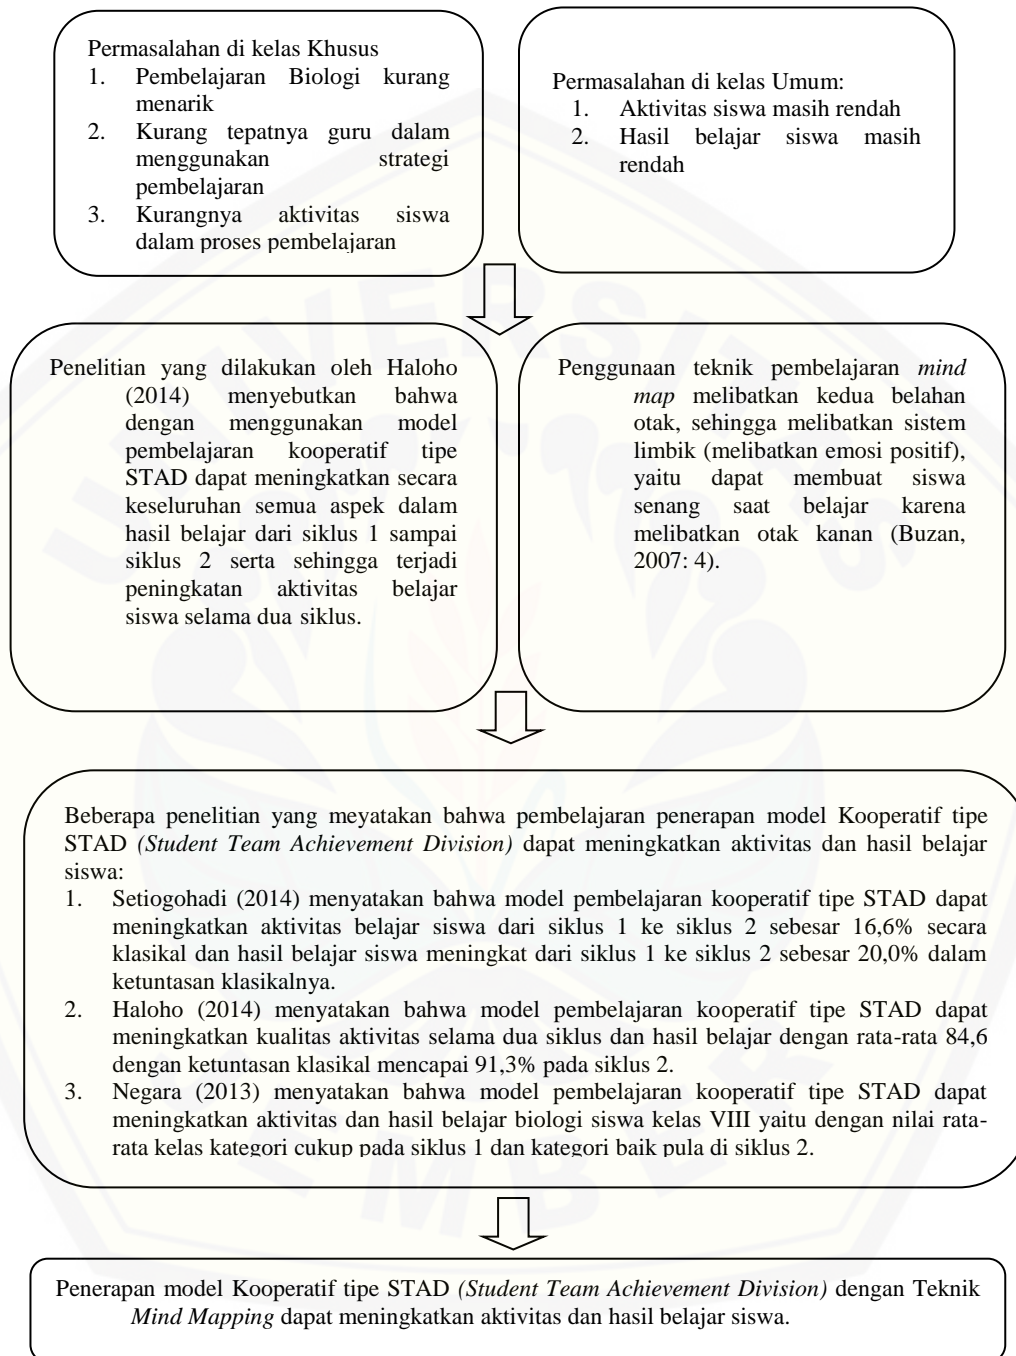 Permasalahan di kelas Khusus
1. Pembelajaran Biologi kurang
menarik
2. Kurang tepatnya guru dalam
menggunakan strategi
pembelajaran
3. Kurangnya aktivitas siswa
dalam proses pembelajaran
Permasalahan di kelas Umum:
1. Aktivitas siswa masih rendah
2. Hasil belajar siswa masih
rendah
Penelitian yang dilakukan oleh Haloho
(2014) menyebutkan bahwa
dengan menggunakan model
pembelajaran kooperatif tipe
STAD dapat meningkatkan secara
keseluruhan semua aspek dalam
hasil belajar dari siklus 1 sampai
siklus 2 serta sehingga terjadi
peningkatan aktivitas belajar
siswa selama dua siklus.
Penggunaan teknik pembelajaran mind
map melibatkan kedua belahan
otak, sehingga melibatkan sistem
limbik (melibatkan emosi positif),
yaitu dapat membuat siswa
senang saat belajar karena
melibatkan otak kanan (Buzan,
2007: 4).
Beberapa penelitian yang meyatakan bahwa pembelajaran penerapan model Kooperatif tipe
STAD (Student Team Achievement Division) dapat meningkatkan aktivitas dan hasil belajar
siswa:
1. Setiogohadi (2014) menyatakan bahwa model pembelajaran kooperatif tipe STAD dapat
meningkatkan aktivitas belajar siswa dari siklus 1 ke siklus 2 sebesar 16,6% secara
klasikal dan hasil belajar siswa meningkat dari siklus 1 ke siklus 2 sebesar 20,0% dalam
ketuntasan klasikalnya.
2. Haloho (2014) menyatakan bahwa model pembelajaran kooperatif tipe STAD dapat
meningkatkan kualitas aktivitas selama dua siklus dan hasil belajar dengan rata-rata 84,6
dengan ketuntasan klasikal mencapai 91,3% pada siklus 2.
3. Negara (2013) menyatakan bahwa model pembelajaran kooperatif tipe STAD dapat
meningkatkan aktivitas dan hasil belajar biologi siswa kelas VIII yaitu dengan nilai rata-
rata kelas kategori cukup pada siklus 1 dan kategori baik pula di siklus 2.
Penerapan model Kooperatif tipe STAD (Student Team Achievement Division) dengan Teknik
Mind Mapping dapat meningkatkan aktivitas dan hasil belajar siswa.
UNIVERSITAS
JEMBER